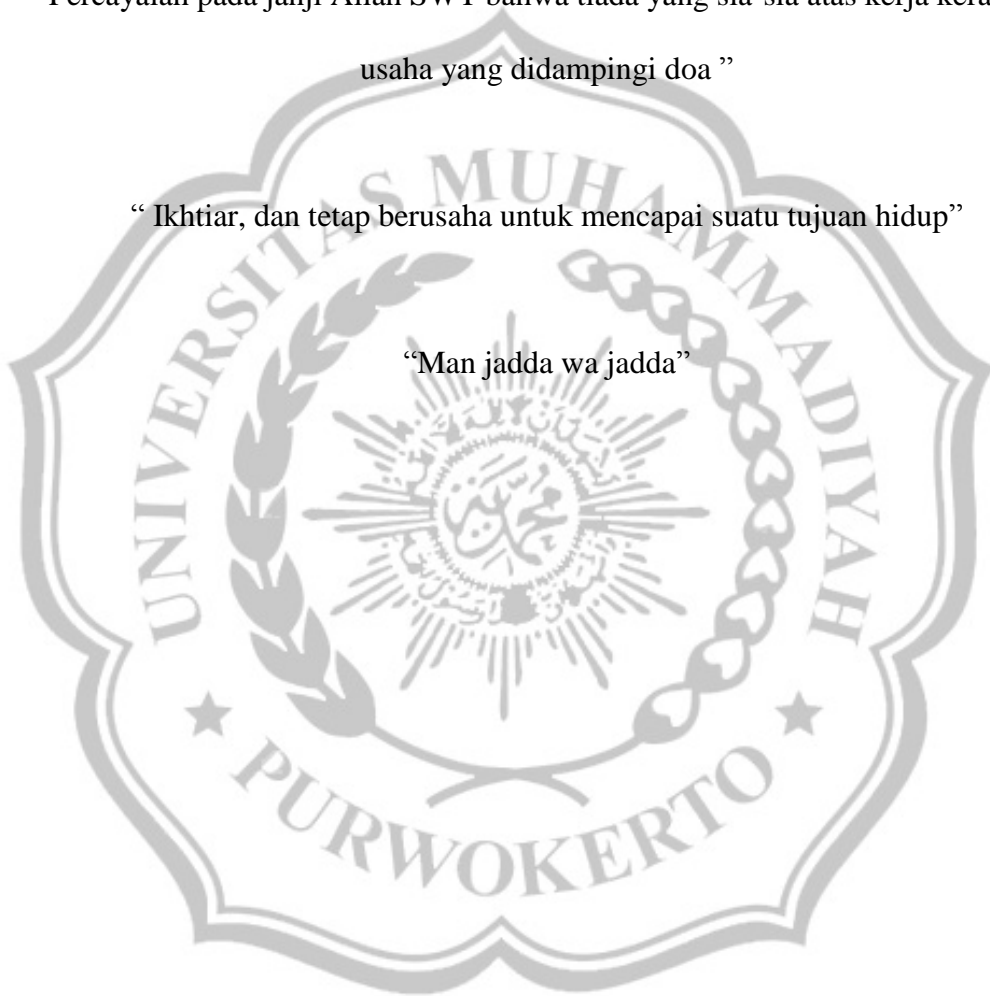 Percayalah pada janji Allah SWT bahwa tiada yang sia-sia atas kerja
usaha yang didampingi doa ”
“ Ikhtiar, dan tetap berusaha untuk mencapai suatu tujuan hidup”
“Man jadda wa jadda”
UNIVERSITAS MUHAMMADIYAH
PURWOKERTO